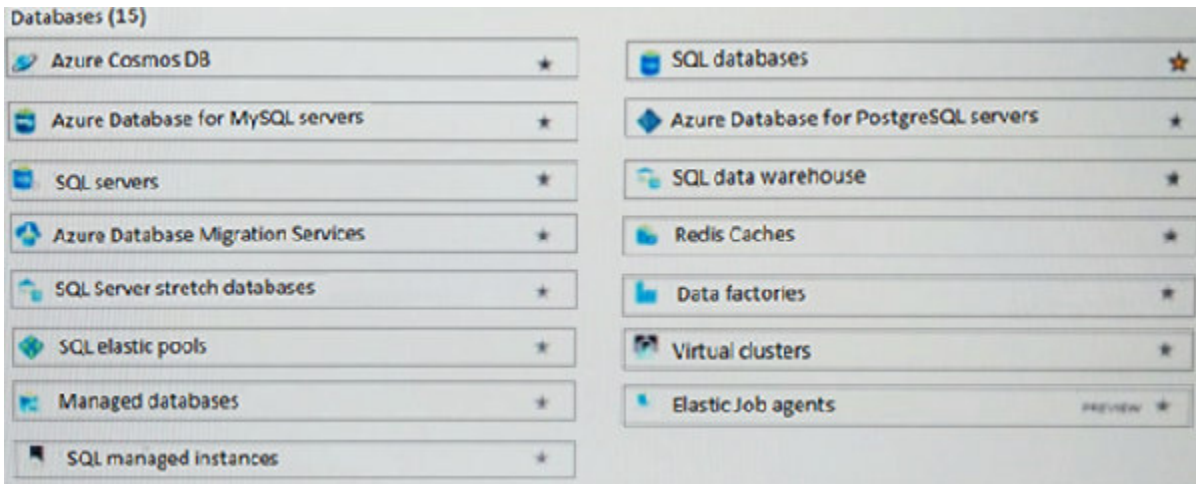 Databases (15)
Azure Cosmos DB
SQL databases
Azure Database for MySQL servers
Azure Database for PostgreSQL servers
SQL servers
SQL data warehouse
Azure Database Migration Services
Redis Caches
SQL Server stretch databases
Data factories
SQL elastic pools
Virtual clusters
Managed databases
Elastic Job agents PREVIEW
SQL managed instances